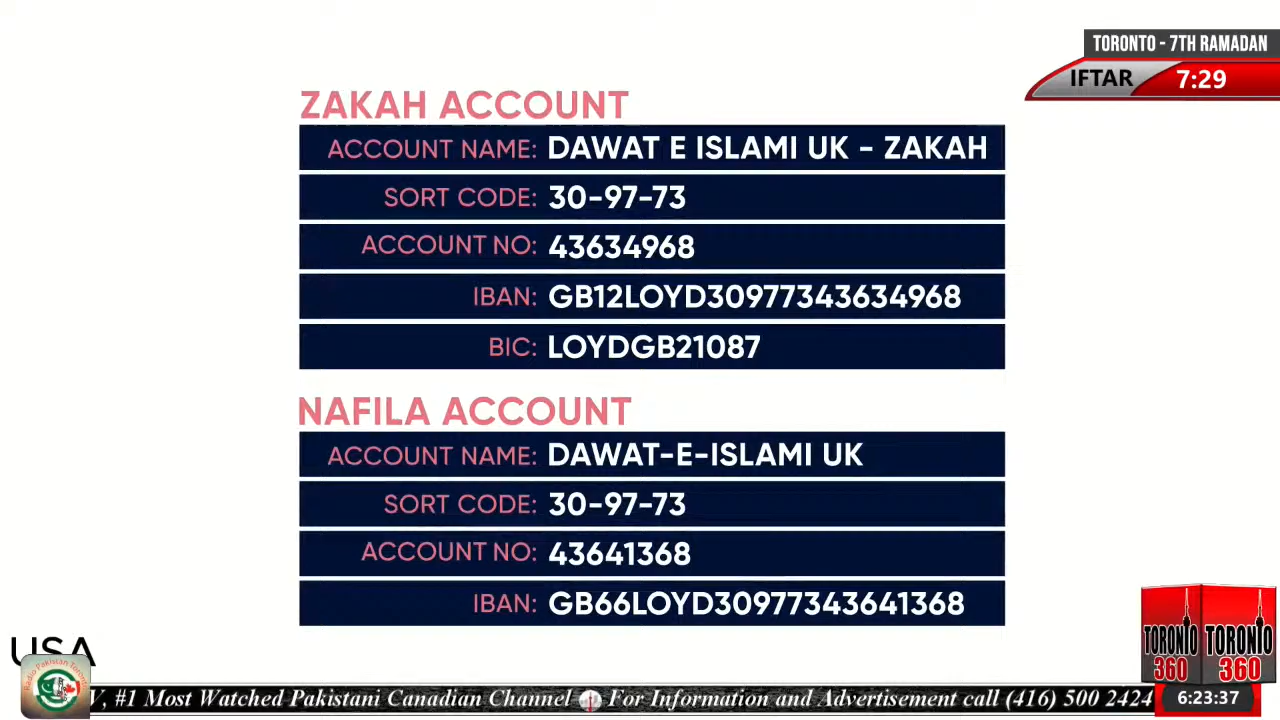 TORONTO - 7TH RAMADAN
IFTAR 7:29
ZAKAH ACCOUNT
ACCOUNT NAME: DAWAT E ISLAMI UK - ZAKAH
SORT CODE: 30-97-73
ACCOUNT NO: 43634968
IBAN: GB12LOYD30977343634968
BIC: LOYDGB21087
NAFILA ACCOUNT
ACCOUNT NAME: DAWAT-E-ISLAMI UK
SORT CODE: 30-97-73
ACCOUNT NO: 43641368
IBAN: GB66LOYD30977343641368
USA
TORONTO 360 TORONTO 360
V, #1 Most Watched Pakistani Canadian Channel For Information and Advertisement call (416) 500 2424
6:23:37